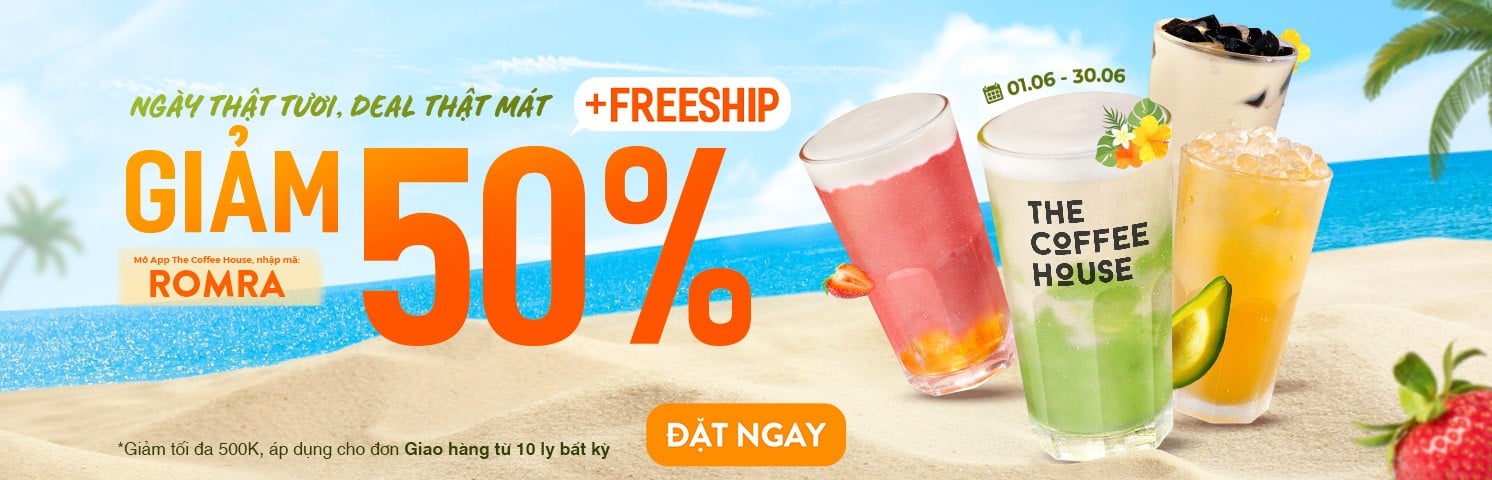 NGÀY THẬT TƯƠI, DEAL THẬT MÁT
+FREESHIP
GIẢM 50%
Mở App The Coffee House, nhập mã:
ROMRA
01.06 - 30.06
THE
COFFEE
HOUSE
ĐẶT NGAY
*Giảm tối đa 500K, áp dụng cho đơn Giao hàng từ 10 ly bất kỳ